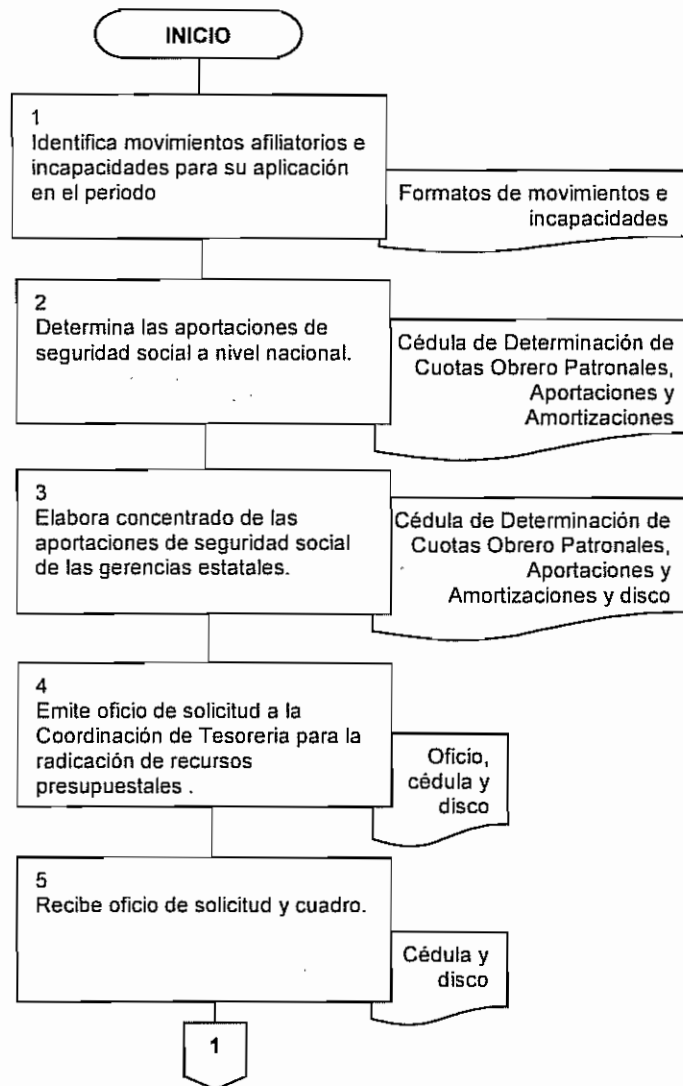 INICIO
1
Identifica movimientos afiliatorios e
incapacidades para su aplicación
en el periodo
Formatos de movimientos e
incapacidades
2
Determina las aportaciones de
seguridad social a nivel nacional.
Cédula de Determinación de
Cuotas Obrero Patronales,
Aportaciones y
Amortizaciones
3
Elabora concentrado de las
aportaciones de seguridad social
de las gerencias estatales.
Cédula de Determinación de
Cuotas Obrero Patronales,
Aportaciones y
Amortizaciones y disco
4
Emite oficio de solicitud a la
Coordinación de Tesoreria para la
radicación de recursos
presupuestales .
Oficio,
cédula y
disco
5
Recibe oficio de solicitud y cuadro.
Cédula y
disco
1